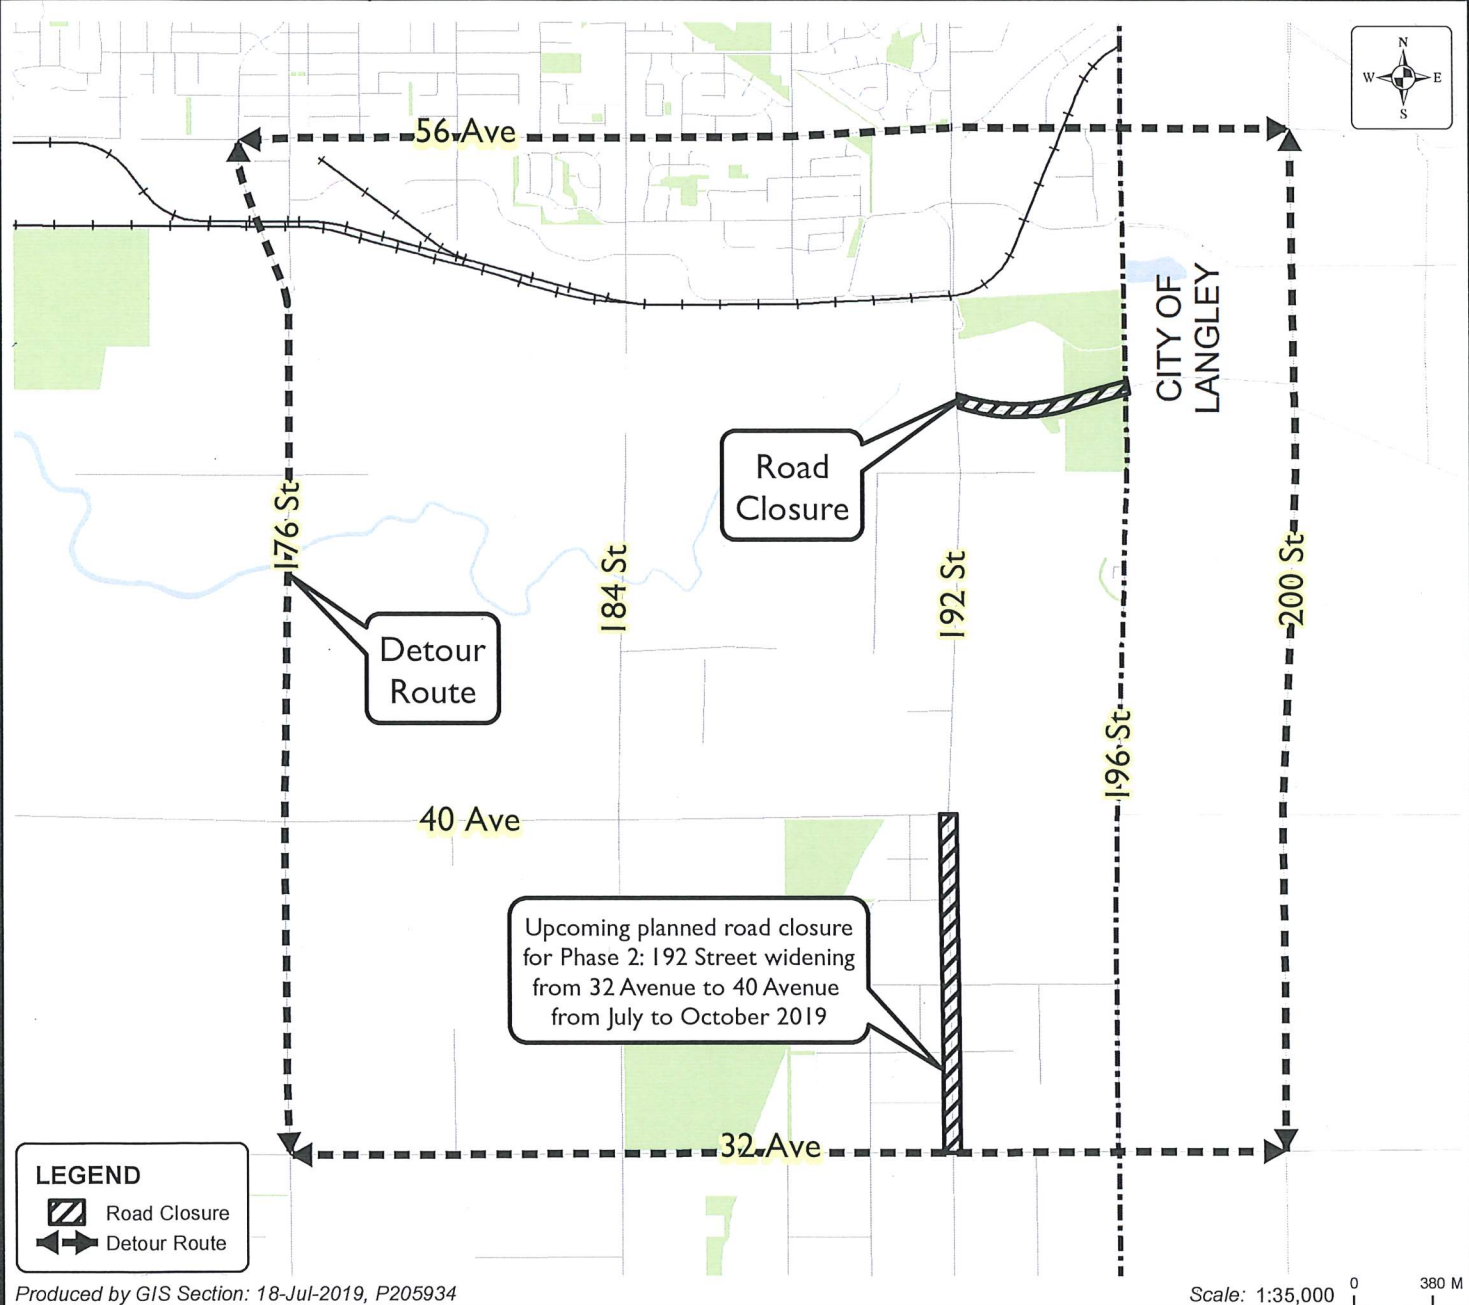 N
W E
S
56 Ave
CITY OF
LANGLEY
Road
Closure
176 St
184 St
192 St
200 St
Detour
Route
196 St
40 Ave
Upcoming planned road closure
for Phase 2: 192 Street widening
from 32 Avenue to 40 Avenue
from July to October 2019
32 Ave
LEGEND
Road Closure
Detour Route
Produced by GIS Section: 18-Jul-2019, P205934
Scale: 1:35,000 0 380 M